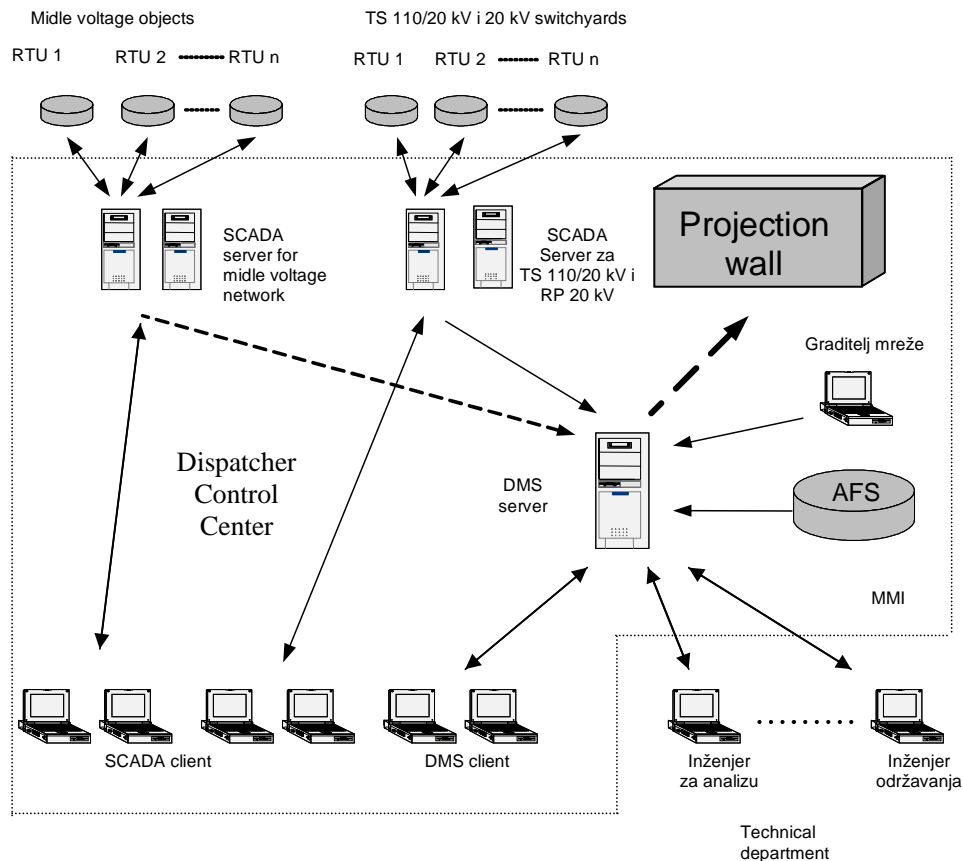 Midle voltage objects
TS 110/20 kV i 20 kV switchyards
RTU 1
RTU 2
RTU n
RTU 1
RTU 2
RTU n
SCADA
server for
midle voltage
network
SCADA
Server za
TS 110/20 kV i
RP 20 kV
Projection
wall
Graditelj mreže
Dispatcher
Control
Center
DMS
server
AFS
MMI
SCADA client
DMS client
Inženjer
za analizu
Inženjer
održavanja
Technical
department